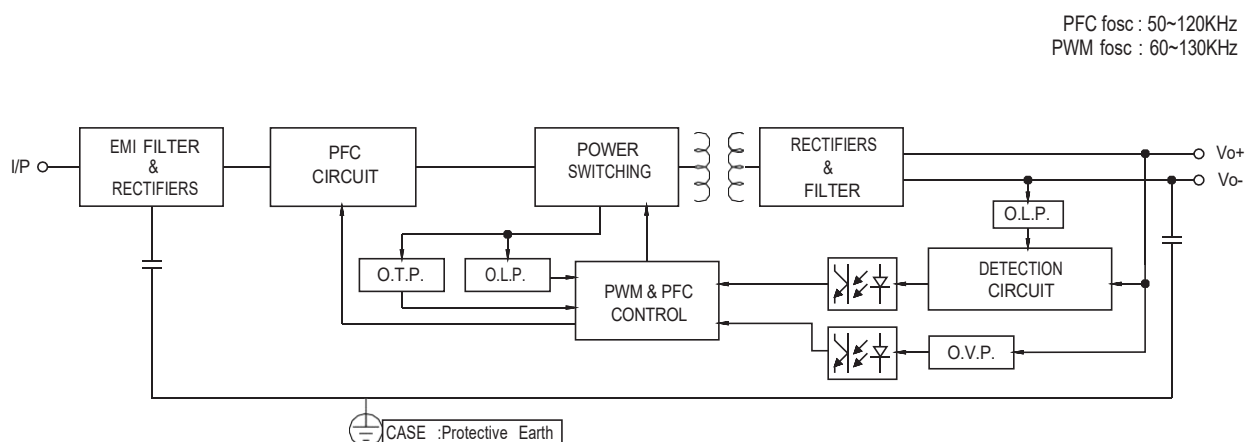 PFC fosc : 50~120KHz
PWM fosc : 60~130KHz
I/P
EMI FILTER
&
RECTIFIERS
PFC
CIRCUIT
POWER
SWITCHING
RECTIFIERS
&
FILTER
Vo+
Vo-
O.L.P.
O.T.P.
O.L.P.
PWM & PFC
CONTROL
DETECTION
CIRCUIT
O.V.P.
CASE :Protective Earth